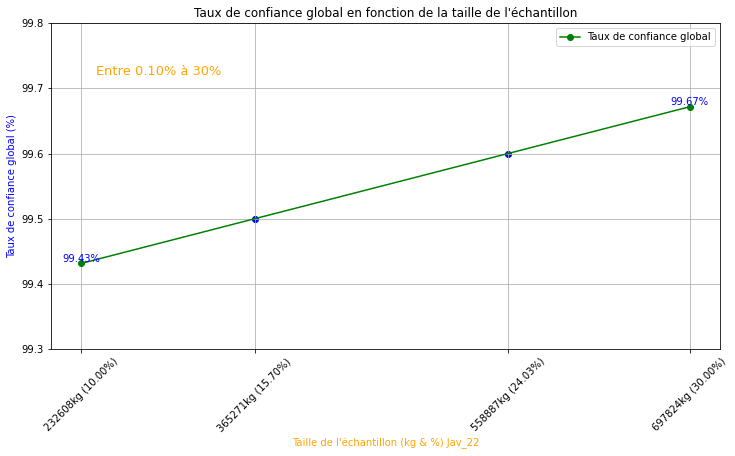 Taux de confiance global en fonction de la taille de l'échantillon
Taux de confiance global
Entre 0.10% à 30%
Taux de confiance global (%)
99.8
99.7
99.6
99.5
99.4
99.3
99.43%
99.67%
232608kg (10.00%)
365271kg (15.70%)
558887kg (24.03%)
697824kg (30.00%)
Taille de l'échantillon (kg & %) Jav_22